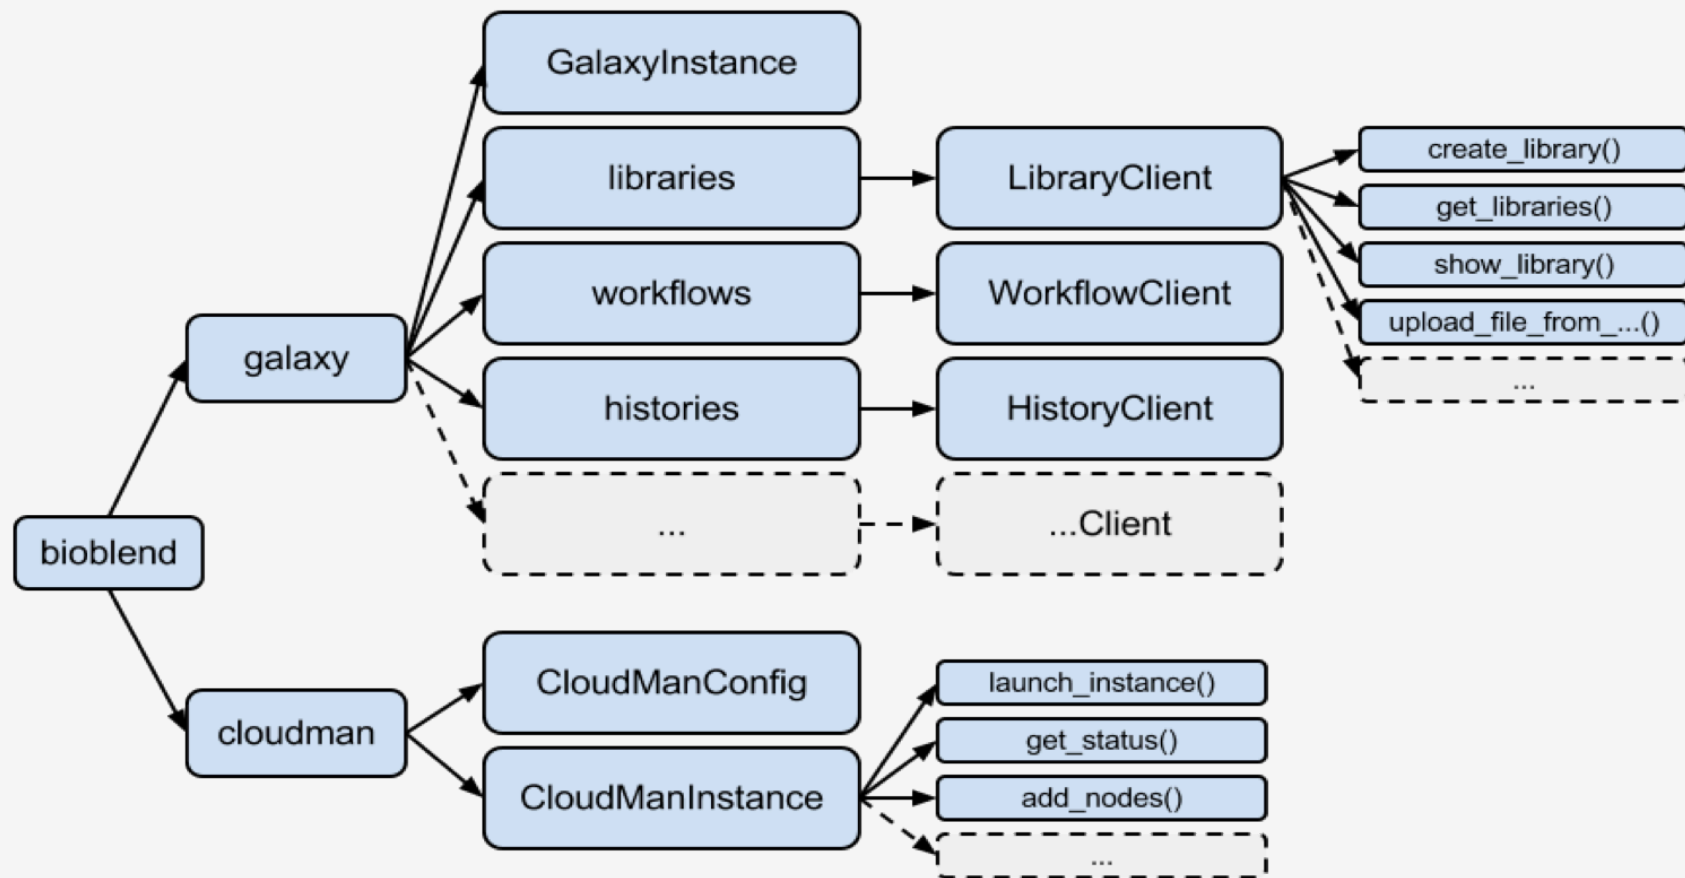 GalaxyInstance
libraries
LibraryClient
create_library()
get_libraries()
show_library()
upload_file_from_...()
...
workflows
WorkflowClient
galaxy
histories
HistoryClient
...
...Client
bioblend
cloudman
CloudManConfig
CloudManInstance
launch_instance()
get_status()
add_nodes()
...